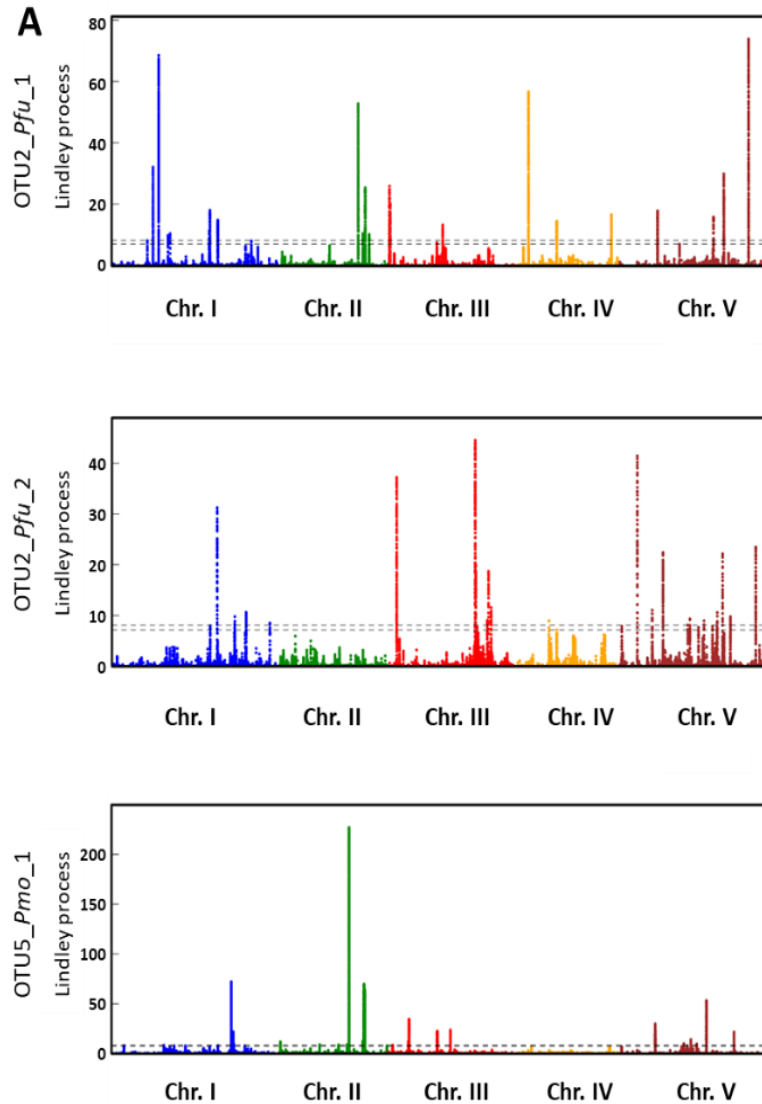 A
OTU2_Pfu_1
Lindley process
80
60
40
20
0
Chr. I Chr. II Chr. III Chr. IV Chr. V
OTU2_Pfu_2
Lindley process
40
30
20
10
0
Chr. I Chr. II Chr. III Chr. IV Chr. V
OTU5_Pmo_1
Lindley process
200
150
100
50
0
Chr. I Chr. II Chr. III Chr. IV Chr. V